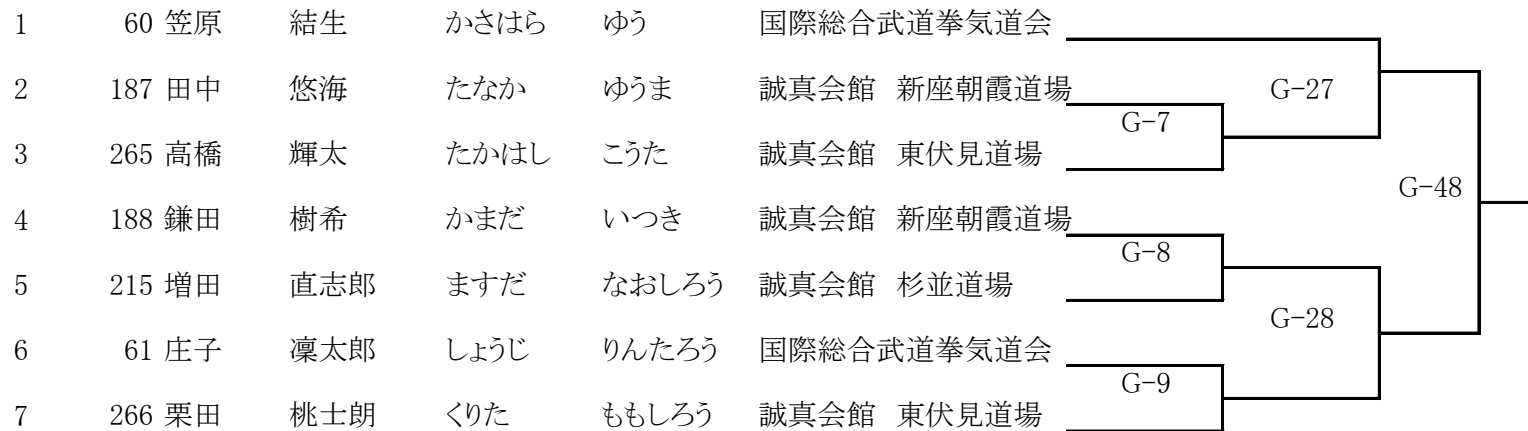 1 60 笠原 結生 かさはら ゆう 国際総合武道拳気道会
2 187 田中 悠海 たなか ゆうま 誠真会館 新座朝霞道場 G-27
G-7
3 265 高橋 輝太 たかはし こうた 誠真会館 東伏見道場
G-48
4 188 鎌田 樹希 かまだ いつき 誠真会館 新座朝霞道場
G-8
5 215 増田 直志郎 ますだ なおしろう 誠真会館 杉並道場
G-28
6 61 庄子 凜太郎 しょうじ りんたろう 国際総合武道拳気道会
G-9
7 266 栗田 桃士朗 くりた ももしろう 誠真会館 東伏見道場